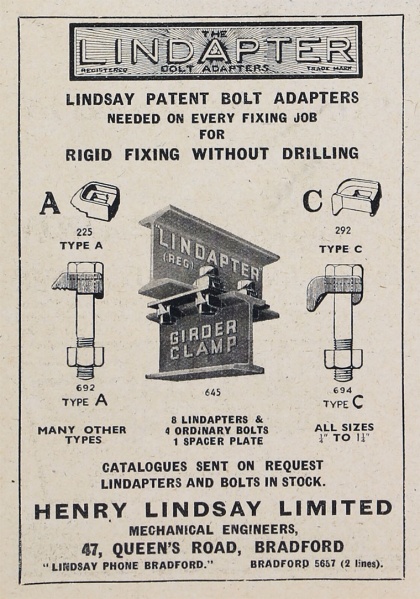 THE
LINDAPTER
REGISTERED BOLT ADAPTERS. TRADE MARK
LINDSAY PATENT BOLT ADAPTERS
NEEDED ON EVERY FIXING JOB
FOR
RIGID FIXING WITHOUT DRILLING
A
225
TYPE A
C
292
TYPE C
LINDAPTER
(REG)
GIRDER
CLAMP
692
TYPE A
645
694
TYPE C
MANY OTHER
TYPES
8 LINDAPTERS &
4 ORDINARY BOLTS
1 SPACER PLATE
ALL SIZES
TO
CATALOGUES SENT ON REQUEST
LINDAPTERS AND BOLTS IN STOCK.
HENRY LINDSAY LIMITED
MECHANICAL ENGINEERS,
47, QUEEN'S ROAD, BRADFORD
"LINDSAY PHONE BRADFORD." BRADFORD 5657 (2 lines).